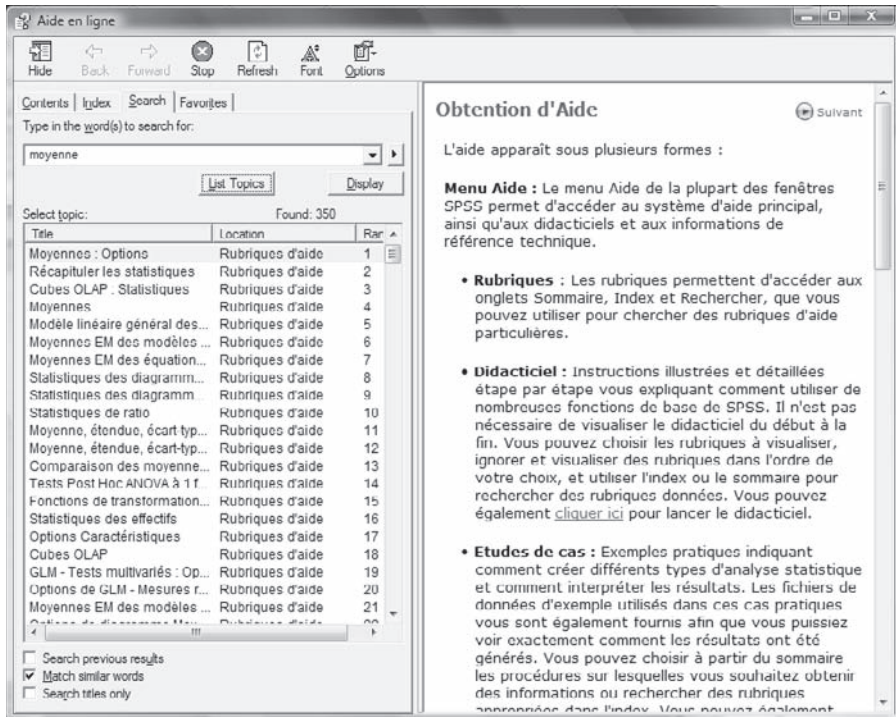 Aide en ligne
Hide Back Forward Stop Refresh Font Options
Contents Index Search Favorites
Type in the word(s) to search for:
moyenne
List Topics Display
Select topic: Found: 350
Title Location Ran
Moyennes : Options Rubriques d'aide 1
Récapituler les statistiques Rubriques d'aide 2
Cubes OLAP : Statistiques Rubriques d'aide 3
Moyennes Rubriques d'aide 4
Modèle linéaire général des... Rubriques d'aide 5
Moyennes EM des modèles ... Rubriques d'aide 6
Moyennes EM des équation... Rubriques d'aide 7
Statistiques des diagramm... Rubriques d'aide 8
Statistiques des diagramm... Rubriques d'aide 9
Statistiques de ratio Rubriques d'aide 10
Moyenne, étendue, écart-typ... Rubriques d'aide 11
Moyenne, étendue, écart-typ... Rubriques d'aide 12
Comparaison des moyenne... Rubriques d'aide 13
Tests Post Hoc ANOVA à 1 f... Rubriques d'aide 14
Fonctions de transformation... Rubriques d'aide 15
Statistiques des effectifs Rubriques d'aide 16
Options Caractéristiques Rubriques d'aide 17
Cubes OLAP Rubriques d'aide 18
GLM - Tests multivariés : Op... Rubriques d'aide 19
Options de GLM - Mesures r... Rubriques d'aide 20
Moyennes EM des modèles ... Rubriques d'aide 21
Search previous results
Match similar words
Search titles only
Obtention d'Aide Suivant
L'aide apparaît sous plusieurs formes :
Menu Aide : Le menu Aide de la plupart des fenêtres
SPSS permet d'accéder au système d'aide principal,
ainsi qu'aux didacticiels et aux informations de
référence technique.
• Rubriques : Les rubriques permettent d'accéder aux
onglets Sommaire, Index et Rechercher, que vous
pouvez utiliser pour chercher des rubriques d'aide
particulières.
• Didacticiel : Instructions illustrées et détaillées
étape par étape vous expliquant comment utiliser de
nombreuses fonctions de base de SPSS. Il n'est pas
nécessaire de visualiser le didacticiel du début à la
fin. Vous pouvez choisir les rubriques à visualiser,
ignorer et visualiser des rubriques dans l'ordre de
votre choix, et utiliser l'index ou le sommaire pour
rechercher des rubriques données. Vous pouvez
également cliquer ici pour lancer le didacticiel.
• Etudes de cas : Exemples pratiques indiquant
comment créer différents types d'analyse statistique
et comment interpréter les résultats. Les fichiers de
données d'exemple utilisés dans ces cas pratiques
vous sont également fournis afin que vous puissiez
voir exactement comment les résultats ont été
générés. Vous pouvez choisir à partir du sommaire
les procédures sur lesquelles vous souhaitez obtenir
des informations ou rechercher des rubriques
appropriées dans l'index. Vous pouvez également